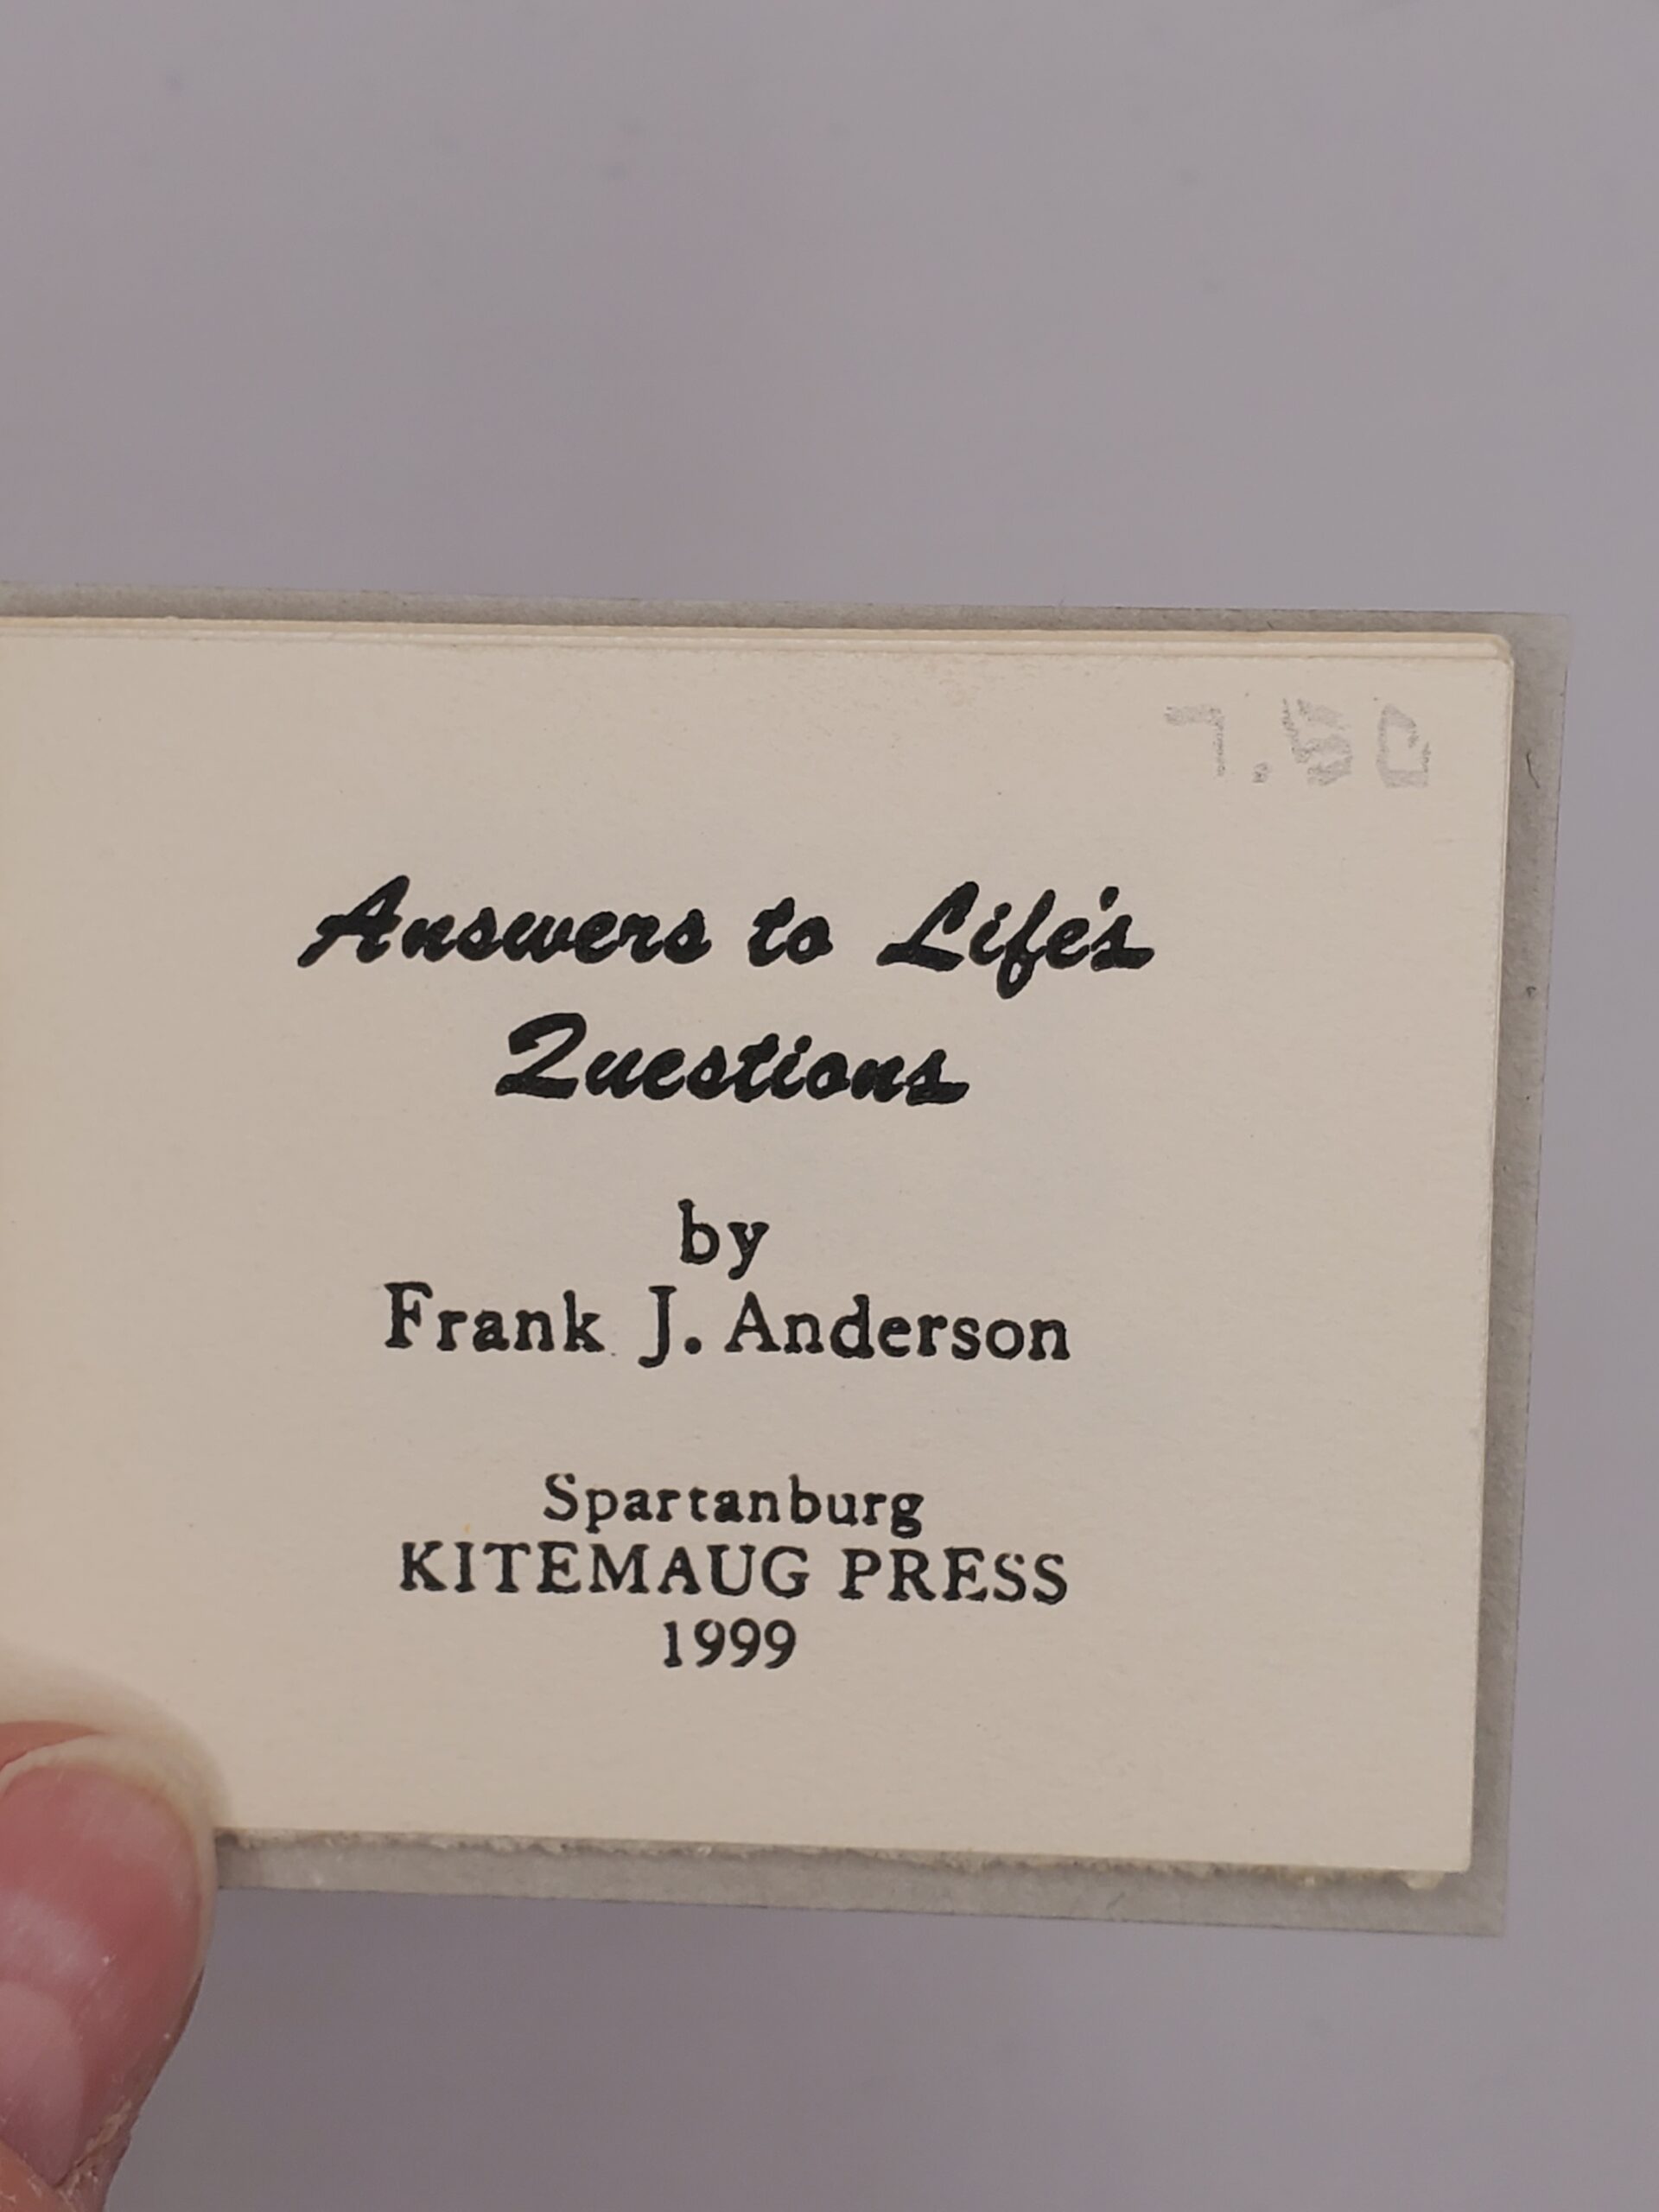 7.50
Answers to Life's
Questions
by
Frank J. Anderson
Spartanburg
KITEMAUG PRESS
1999